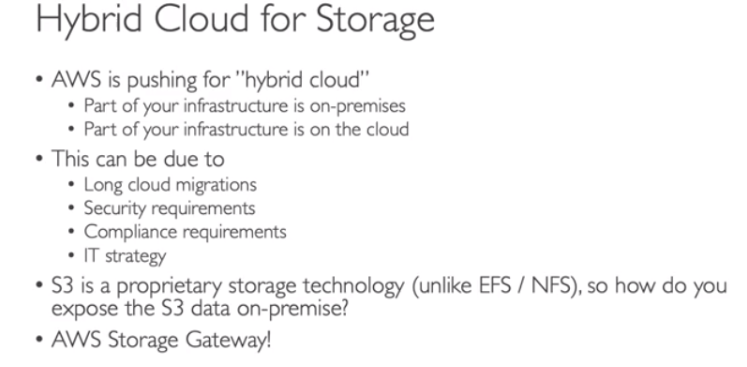 Hybrid Cloud for Storage
• AWS is pushing for "hybrid cloud"
• Part of your infrastructure is on-premises
• Part of your infrastructure is on the cloud
• This can be due to
• Long cloud migrations
• Security requirements
• Compliance requirements
• IT strategy
• S3 is a proprietary storage technology (unlike EFS / NFS), so how do you
expose the S3 data on-premise?
• AWS Storage Gateway!